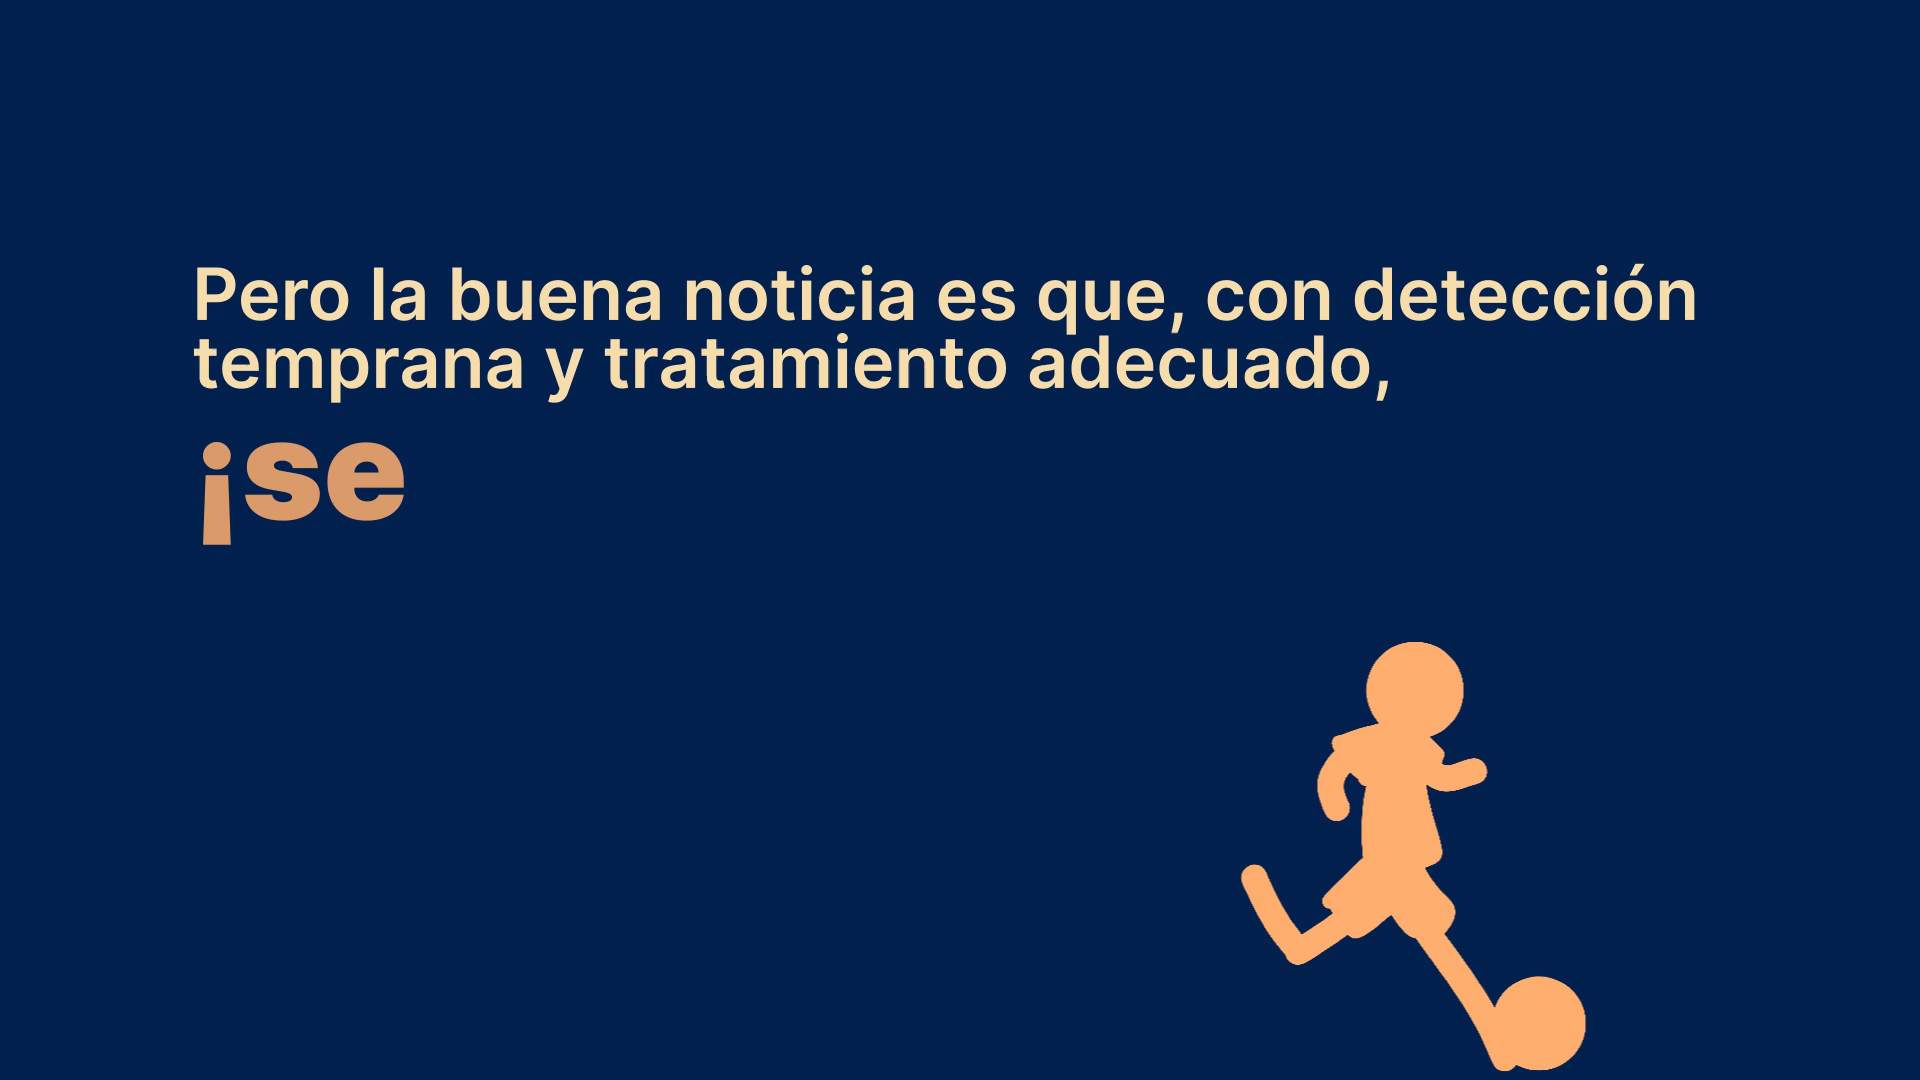 Pero la buena noticia es que, con detección
temprana y tratamiento adecuado,
¡se